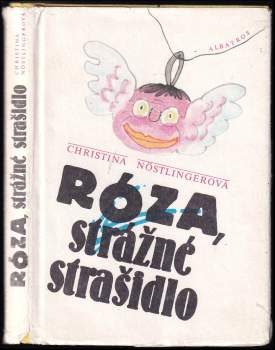 CHRISTINA
NÖSTLINGEROVÁ
RÓZA, strážné strašidlo
ALBATROS
CHRISTINA NÖSTLINGEROVÁ
RÓZA,
strážné
strašidlo